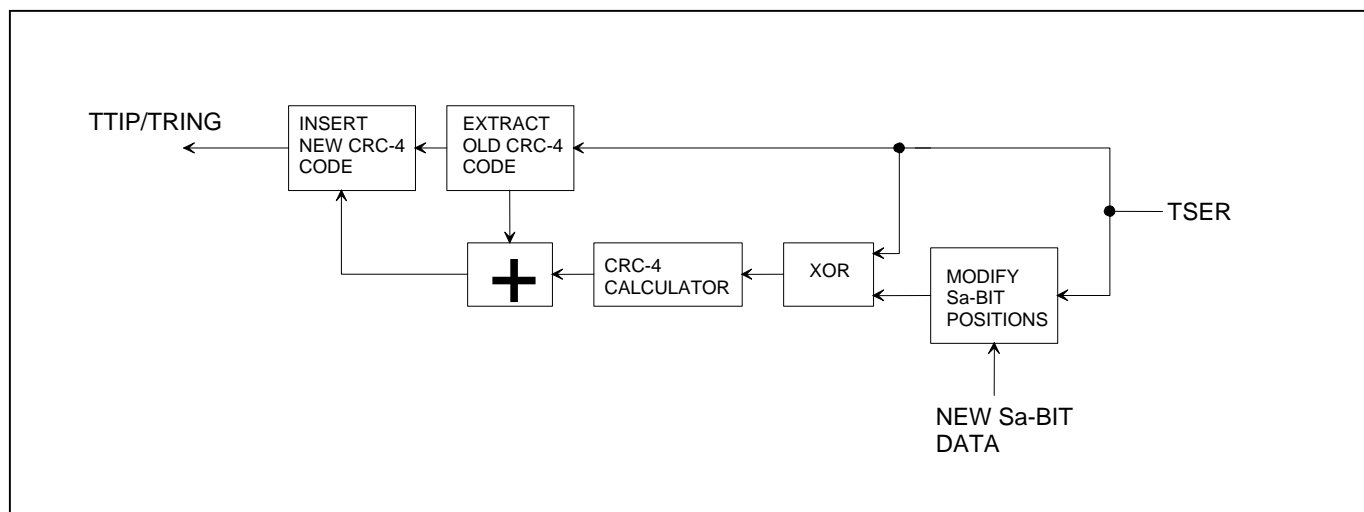 TTIP/TRING
INSERT
NEW CRC-4
CODE
EXTRACT
OLD CRC-4
CODE
TSER
+
CRC-4
CALCULATOR
XOR
MODIFY
Sa-BIT
POSITIONS
NEW Sa-BIT
DATA